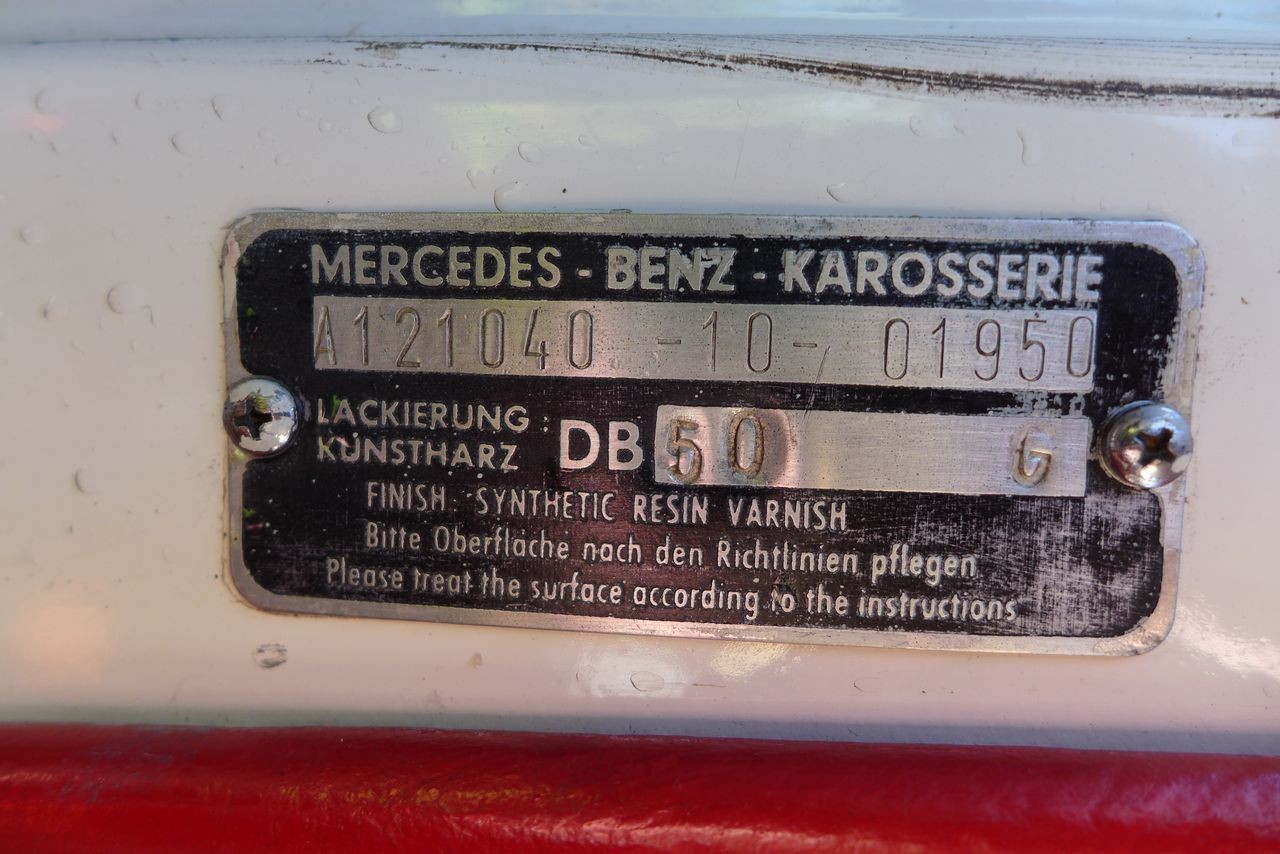 MERCEDES - BENZ - KAROSSERIE
A121040 -10- 01950
LACKIERUNG :
KUNSTHARZ DB 50 G
FINISH : SYNTHETIC RESIN VARNISH
Bitte Oberfläche nach den Richtlinien pflegen
Please treat the surface according to the instructions